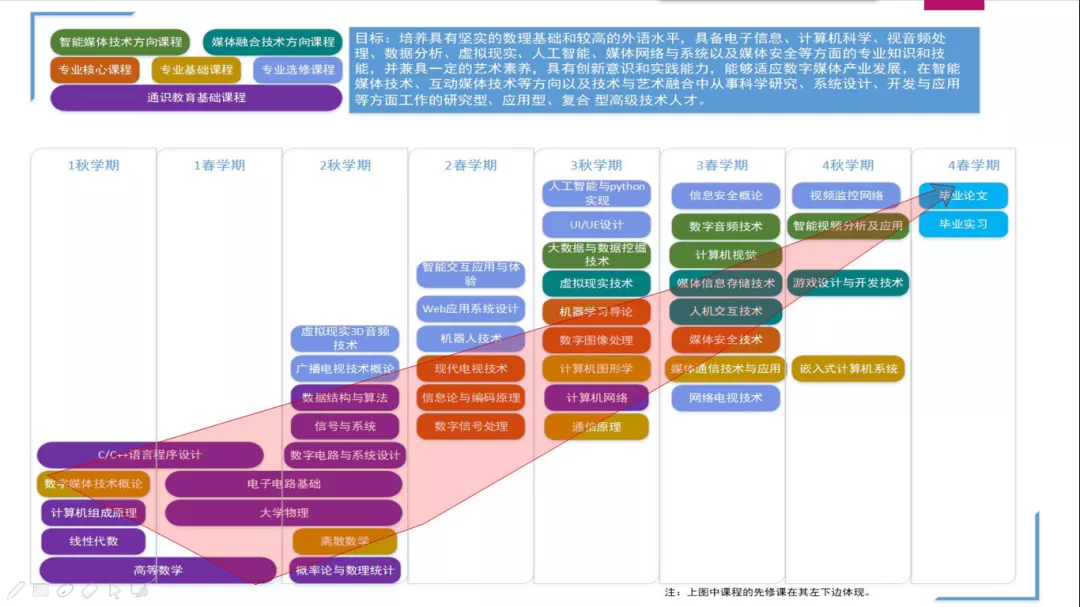 智能媒体技术方向课程
媒体融合技术方向课程
专业核心课程
专业基础课程
专业选修课程
通识教育基础课程
目标：培养具有坚实的数理基础和较高的外语水平，具备电子信息、计算机科学、视音频处
理、数据分析、虚拟现实、人工智能、媒体网络与系统以及媒体安全等方面的专业知识和技
能，并兼具一定的艺术素养，具有创新意识和实践能力，能够适应数字媒体产业发展，在智能
媒体技术、互动媒体技术等方向以及技术与艺术融合中从事科学研究、系统设计、开发与应用
等方面工作的研究型、应用型、复合 型高级技术人才。
1秋学期
C/C++语言程序设计
数字媒体技术概论
计算机组成原理
线性代数
高等数学
1春学期
电子电路基础
大学物理
2秋学期
虚拟现实3D音频
技术
广播电视技术概论
数据结构与算法
信号与系统
数字电路与系统设计
离散数学
概率论与数理统计
2春学期
智能交互应用与体
验
Web应用系统设计
机器人技术
现代电视技术
信息论与编码原理
数字信号处理
3秋学期
人工智能与python
实现
UI/UE设计
大数据与数据挖掘
技术
虚拟现实技术
机器学习导论
数字图像处理
计算机图形学
计算机网络
通信原理
3春学期
信息安全概论
数字音频技术
计算机视觉
媒体信息存储技术
人机交互技术
媒体安全技术
媒体通信技术与应用
网络电视技术
4秋学期
视频监控网络
智能视频分析及应用
游戏设计与开发技术
嵌入式计算机系统
4春学期
毕业论文
毕业实习
注：上图中课程的先修课在其左下边体现。